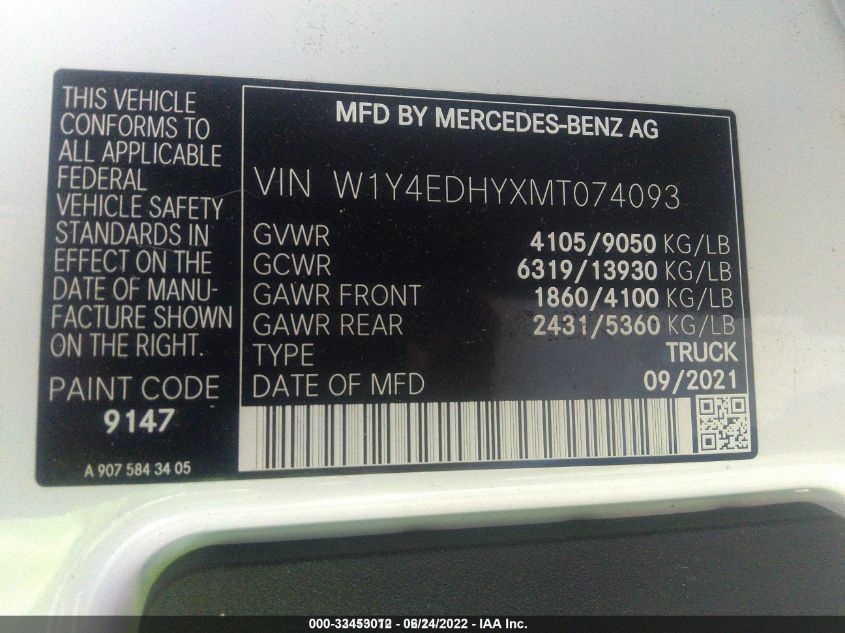 THIS VEHICLE
CONFORMS TO
ALL APPLICABLE
FEDERAL
VEHICLE SAFETY
STANDARDS IN
EFFECT ON THE
DATE OF MANU-
FACTURE SHOWN
ON THE RIGHT.
PAINT CODE
9147
A 907 584 34 05
MFD BY MERCEDES-BENZ AG
VIN W1Y4EDHYXMT074093
GVWR 4105/9050 KG/LB
GCWR 6319/13930 KG/LB
GAWR FRONT 1860/4100 KG/LB
GAWR REAR 2431/5360 KG/LB
TYPE TRUCK
DATE OF MFD 09/2021
/24/2022 - IAA Inc.